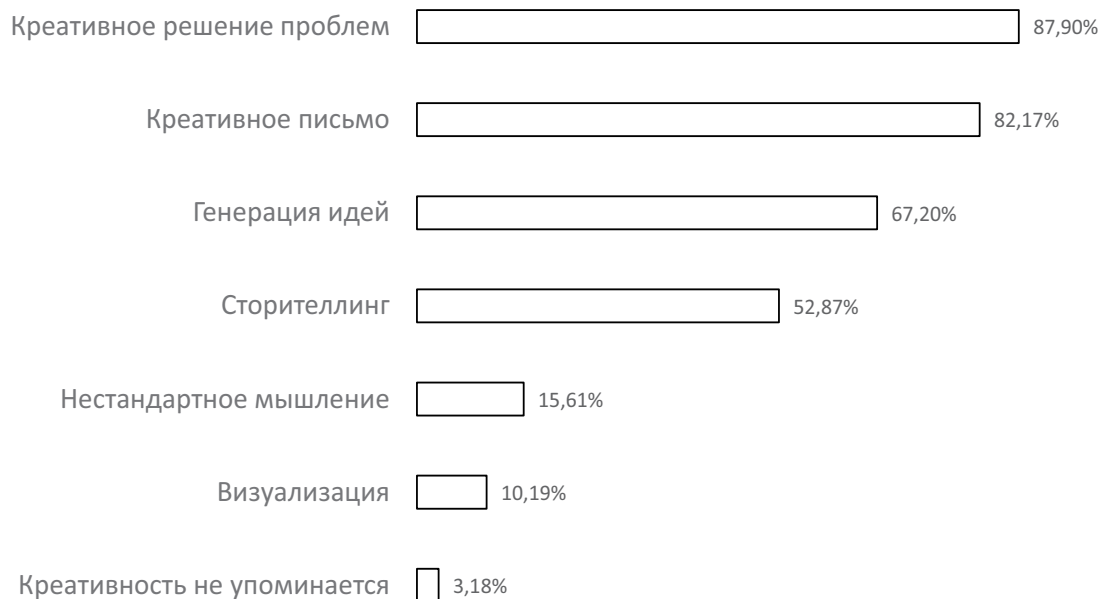 Креативное решение проблем 87,90%
Креативное письмо 82,17%
Генерация идей 67,20%
Сторителлинг 52,87%
Нестандартное мышление 15,61%
Визуализация 10,19%
Креативность не упоминается 3,18%